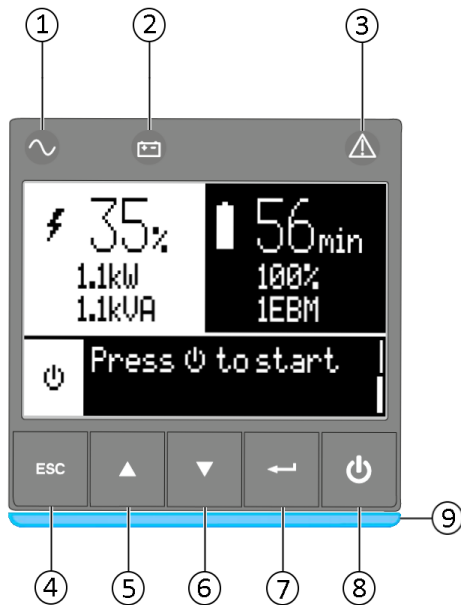 1 2 3
35% 56min
1.1kW 100%
1.1kVA 1EBM
Press ⏻ to start
ESC
4 5 6 7 8 9